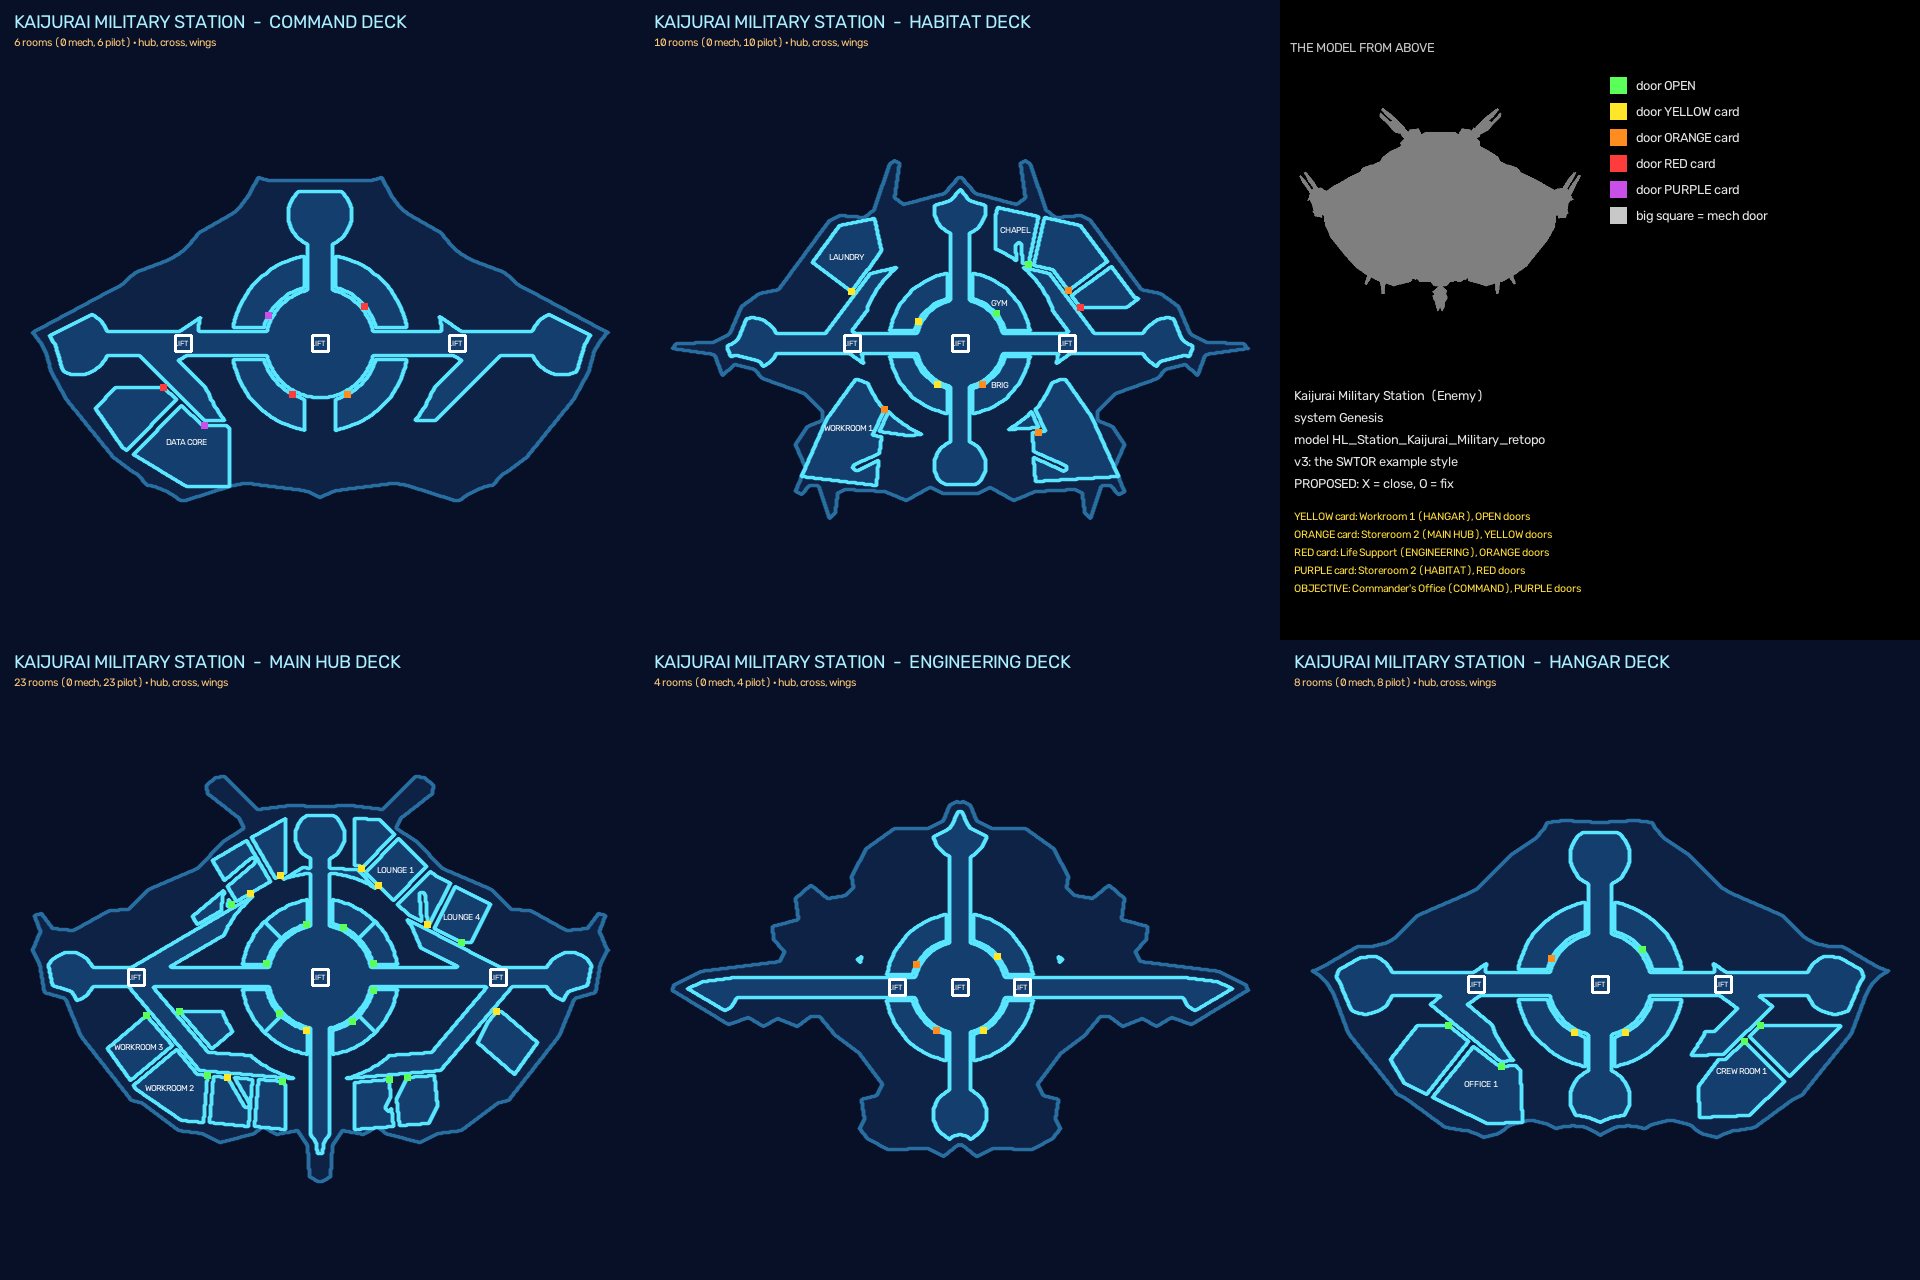 KAIJURAI MILITARY STATION - COMMAND DECK
6 rooms (0 mech, 6 pilot) • hub, cross, wings
LIFT
LIFT
LIFT
DATA CORE
KAIJURAI MILITARY STATION - HABITAT DECK
10 rooms (0 mech, 10 pilot) • hub, cross, wings
CHAPEL
LAUNDRY
GYM
LIFT
LIFT
LIFT
BRIG
WORKROOM 1
THE MODEL FROM ABOVE
door OPEN
door YELLOW card
door ORANGE card
door RED card
door PURPLE card
big square = mech door
Kaijurai Military Station (Enemy)
system Genesis
model HL_Station_Kaijurai_Military_retopo
v3: the SWTOR example style
PROPOSED: X = close, O = fix
YELLOW card: Workroom 1 (HANGAR), OPEN doors
ORANGE card: Storeroom 2 (MAIN HUB), YELLOW doors
RED card: Life Support (ENGINEERING), ORANGE doors
PURPLE card: Storeroom 2 (HABITAT), RED doors
OBJECTIVE: Commander's Office (COMMAND), PURPLE doors
KAIJURAI MILITARY STATION - MAIN HUB DECK
23 rooms (0 mech, 23 pilot) • hub, cross, wings
LOUNGE 1
LOUNGE 4
LIFT
LIFT
LIFT
WORKROOM 3
WORKROOM 2
KAIJURAI MILITARY STATION - ENGINEERING DECK
4 rooms (0 mech, 4 pilot) • hub, cross, wings
LIFT
LIFT
LIFT
KAIJURAI MILITARY STATION - HANGAR DECK
8 rooms (0 mech, 8 pilot) • hub, cross, wings
LIFT
LIFT
LIFT
CREW ROOM 1
OFFICE 1